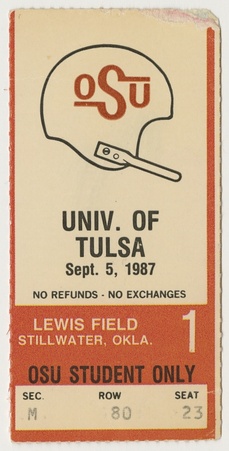 OSU
UNIV. OF
TULSA
Sept. 5, 1987
NO REFUNDS - NO EXCHANGES
LEWIS FIELD 1
STILLWATER, OKLA.
OSU STUDENT ONLY
SEC. ROW SEAT
M 80 23